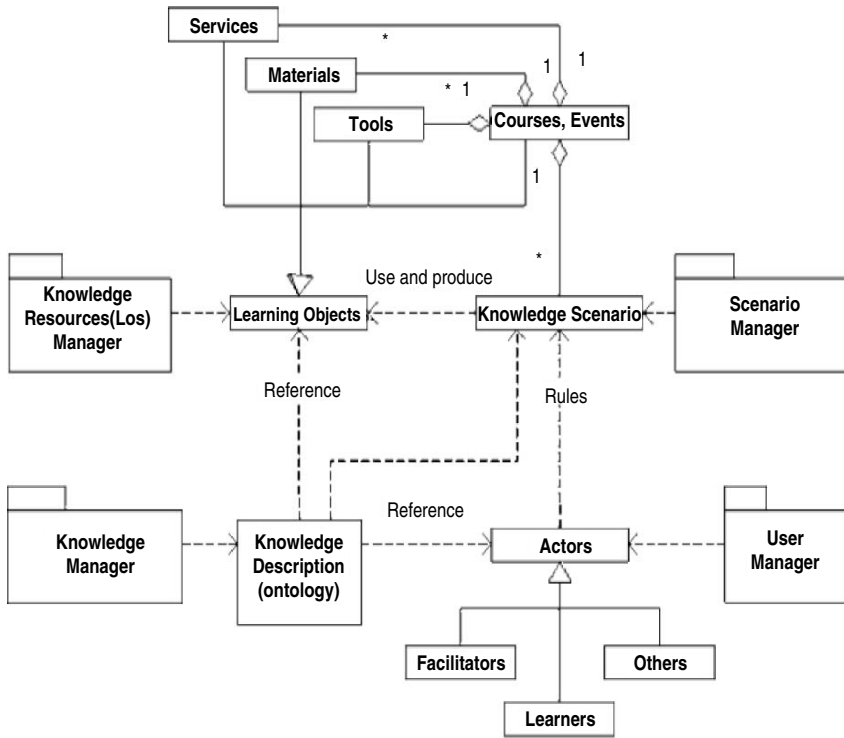 Services
*
1
Materials
1
* 1
Tools
Courses, Events
1
*
Use and produce
Knowledge
Resources(Los)
Manager
Learning Objects
Knowledge Scenario
Scenario
Manager
Reference
Rules
Reference
Knowledge
Manager
Knowledge
Description
(ontology)
Actors
User
Manager
Facilitators
Others
Learners